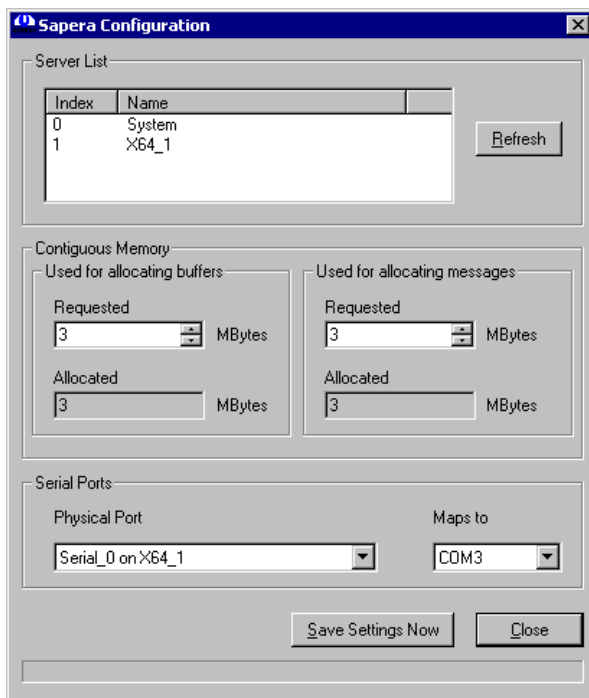 Sapera Configuration
Server List
Index Name
0 System
1 X64_1
Refresh
Contiguous Memory
Used for allocating buffers
Requested
3 MBytes
Allocated
3 MBytes
Used for allocating messages
Requested
3 MBytes
Allocated
3 MBytes
Serial Ports
Physical Port
Serial_0 on X64_1
Maps to
COM3
Save Settings Now
Close